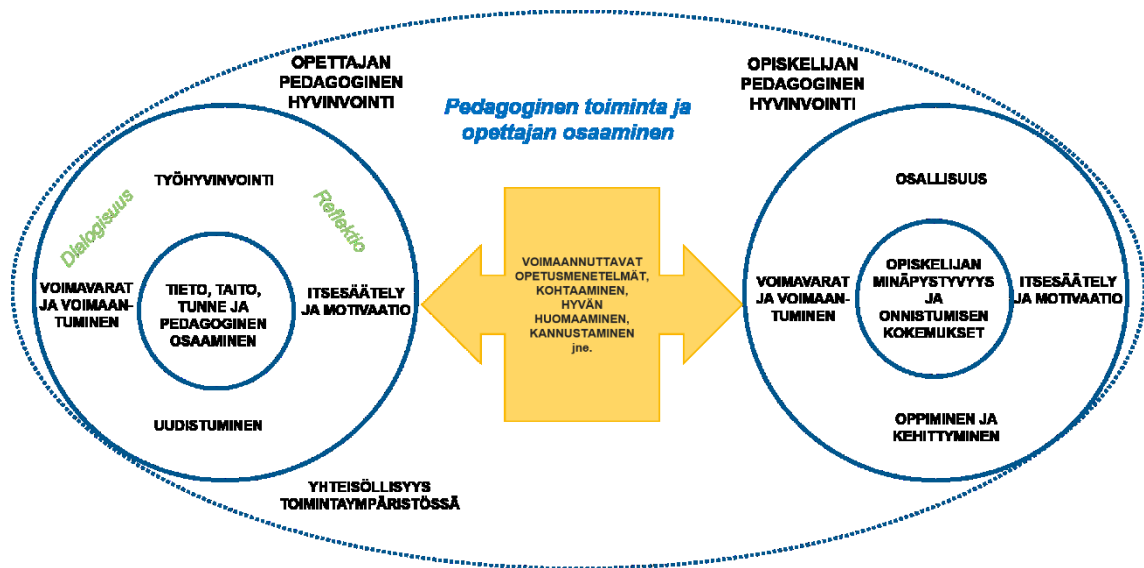 OPETTAJAN
PEDAGOGINEN
HYVINVOINTI
OPISKELIJAN
PEDAGOGINEN
HYVINVOINTI
Pedagoginen toiminta ja
opettajan osaaminen
TYÖHYVINVOINTI
Dialogisuus
Reflektio
VOIMAVARAT
JA VOIMAAN-
TUMINEN
TIETO, TAITO,
TUNNE JA
PEDAGOGINEN
OSAAMINEN
ITSESÄÄTELY
JA MOTIVAATIO
UUDISTUMINEN
YHTEISÖLLISYYS
TOIMINTAYMPÄRISTÖSSÄ
VOIMAANNUTTAVAT
OPETUSMENETELMÄT,
KOHTAAMINEN,
HYVÄN
HUOMAAMINEN,
KANNUSTAMINEN
jne.
OSALLISUUS
VOIMAVARAT
JA VOIMAAN-
TUMINEN
OPISKELIJAN
MINÄPYSTYVYYS
JA
ONNISTUMISEN
KOKEMUKSET
ITSESÄÄTELY
JA MOTIVAATIO
OPPIMINEN JA
KEHITTYMINEN